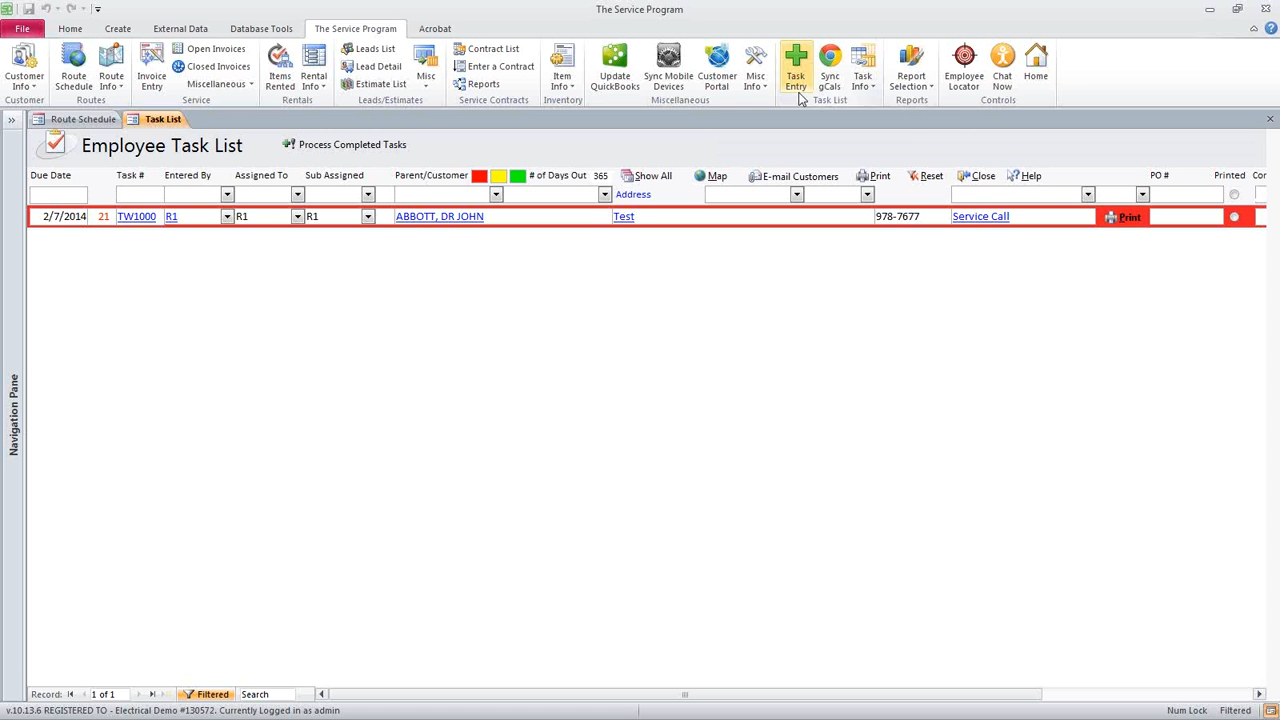 The Service Program
File Home Create External Data Database Tools The Service Program Acrobat
Customer Info Route Schedule Route Info Invoice Entry Open Invoices Closed Invoices Miscellaneous Items Rented Rental Info Leads List Lead Detail Estimate List Misc Contract List Enter a Contract Reports Item Info Update QuickBooks Sync Mobile Devices Customer Portal Misc Info Task Entry Sync gCals Task Info Report Selection Employee Locator Chat Now Home
Customer Routes Service Rentals Leads/Estimates Service Contracts Inventory Miscellaneous Task List Reports Controls
Route Schedule Task List
Employee Task List Process Completed Tasks
Due Date Task # Entered By Assigned To Sub Assigned Parent/Customer # of Days Out 365 Show All Map E-mail Customers Print Reset Close Help PO # Printed Con
Address
2/7/2014 21 TW1000 R1 R1 R1 ABBOTT, DR JOHN Test 978-7677 Service Call Print
Navigation Pane
Record: 1 of 1 Filtered Search
v.10.13.6 REGISTERED TO - Electrical Demo #130572. Currently Logged in as admin Num Lock Filtered